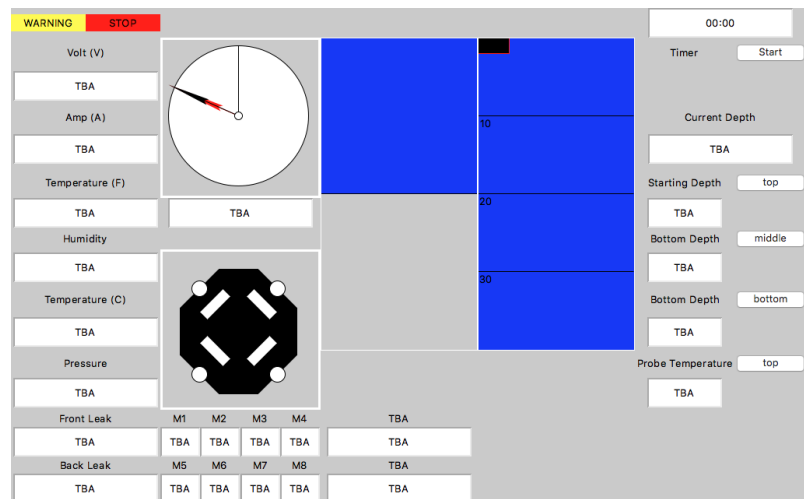 WARNING STOP 00:00
Volt (V) Timer Start
TBA
Amp (A) 10 Current Depth
TBA TBA
Temperature (F) Starting Depth top
TBA TBA 20 TBA
Humidity Bottom Depth middle
TBA TBA
30
Temperature (C) Bottom Depth bottom
TBA TBA
Pressure Probe Temperature top
TBA TBA
Front Leak M1 M2 M3 M4 TBA
TBA TBA TBA TBA TBA TBA
Back Leak M5 M6 M7 M8 TBA
TBA TBA TBA TBA TBA TBA